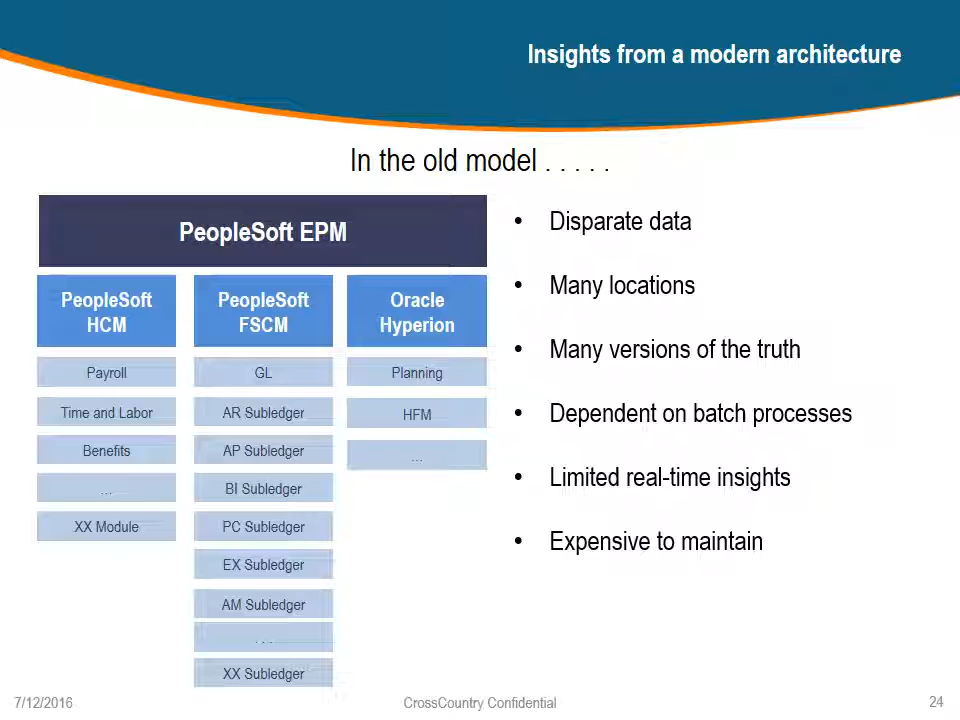 Insights from a modern architecture
In the old model . . . . .
PeopleSoft EPM
PeopleSoft
HCM
Payroll
Time and Labor
Benefits
...
XX Module
PeopleSoft
FSCM
GL
AR Subledger
AP Subledger
BI Subledger
PC Subledger
EX Subledger
AM Subledger
. . .
XX Subledger
Oracle
Hyperion
Planning
HFM
...
• Disparate data
• Many locations
• Many versions of the truth
• Dependent on batch processes
• Limited real-time insights
• Expensive to maintain
7/12/2016
CrossCountry Confidential
24